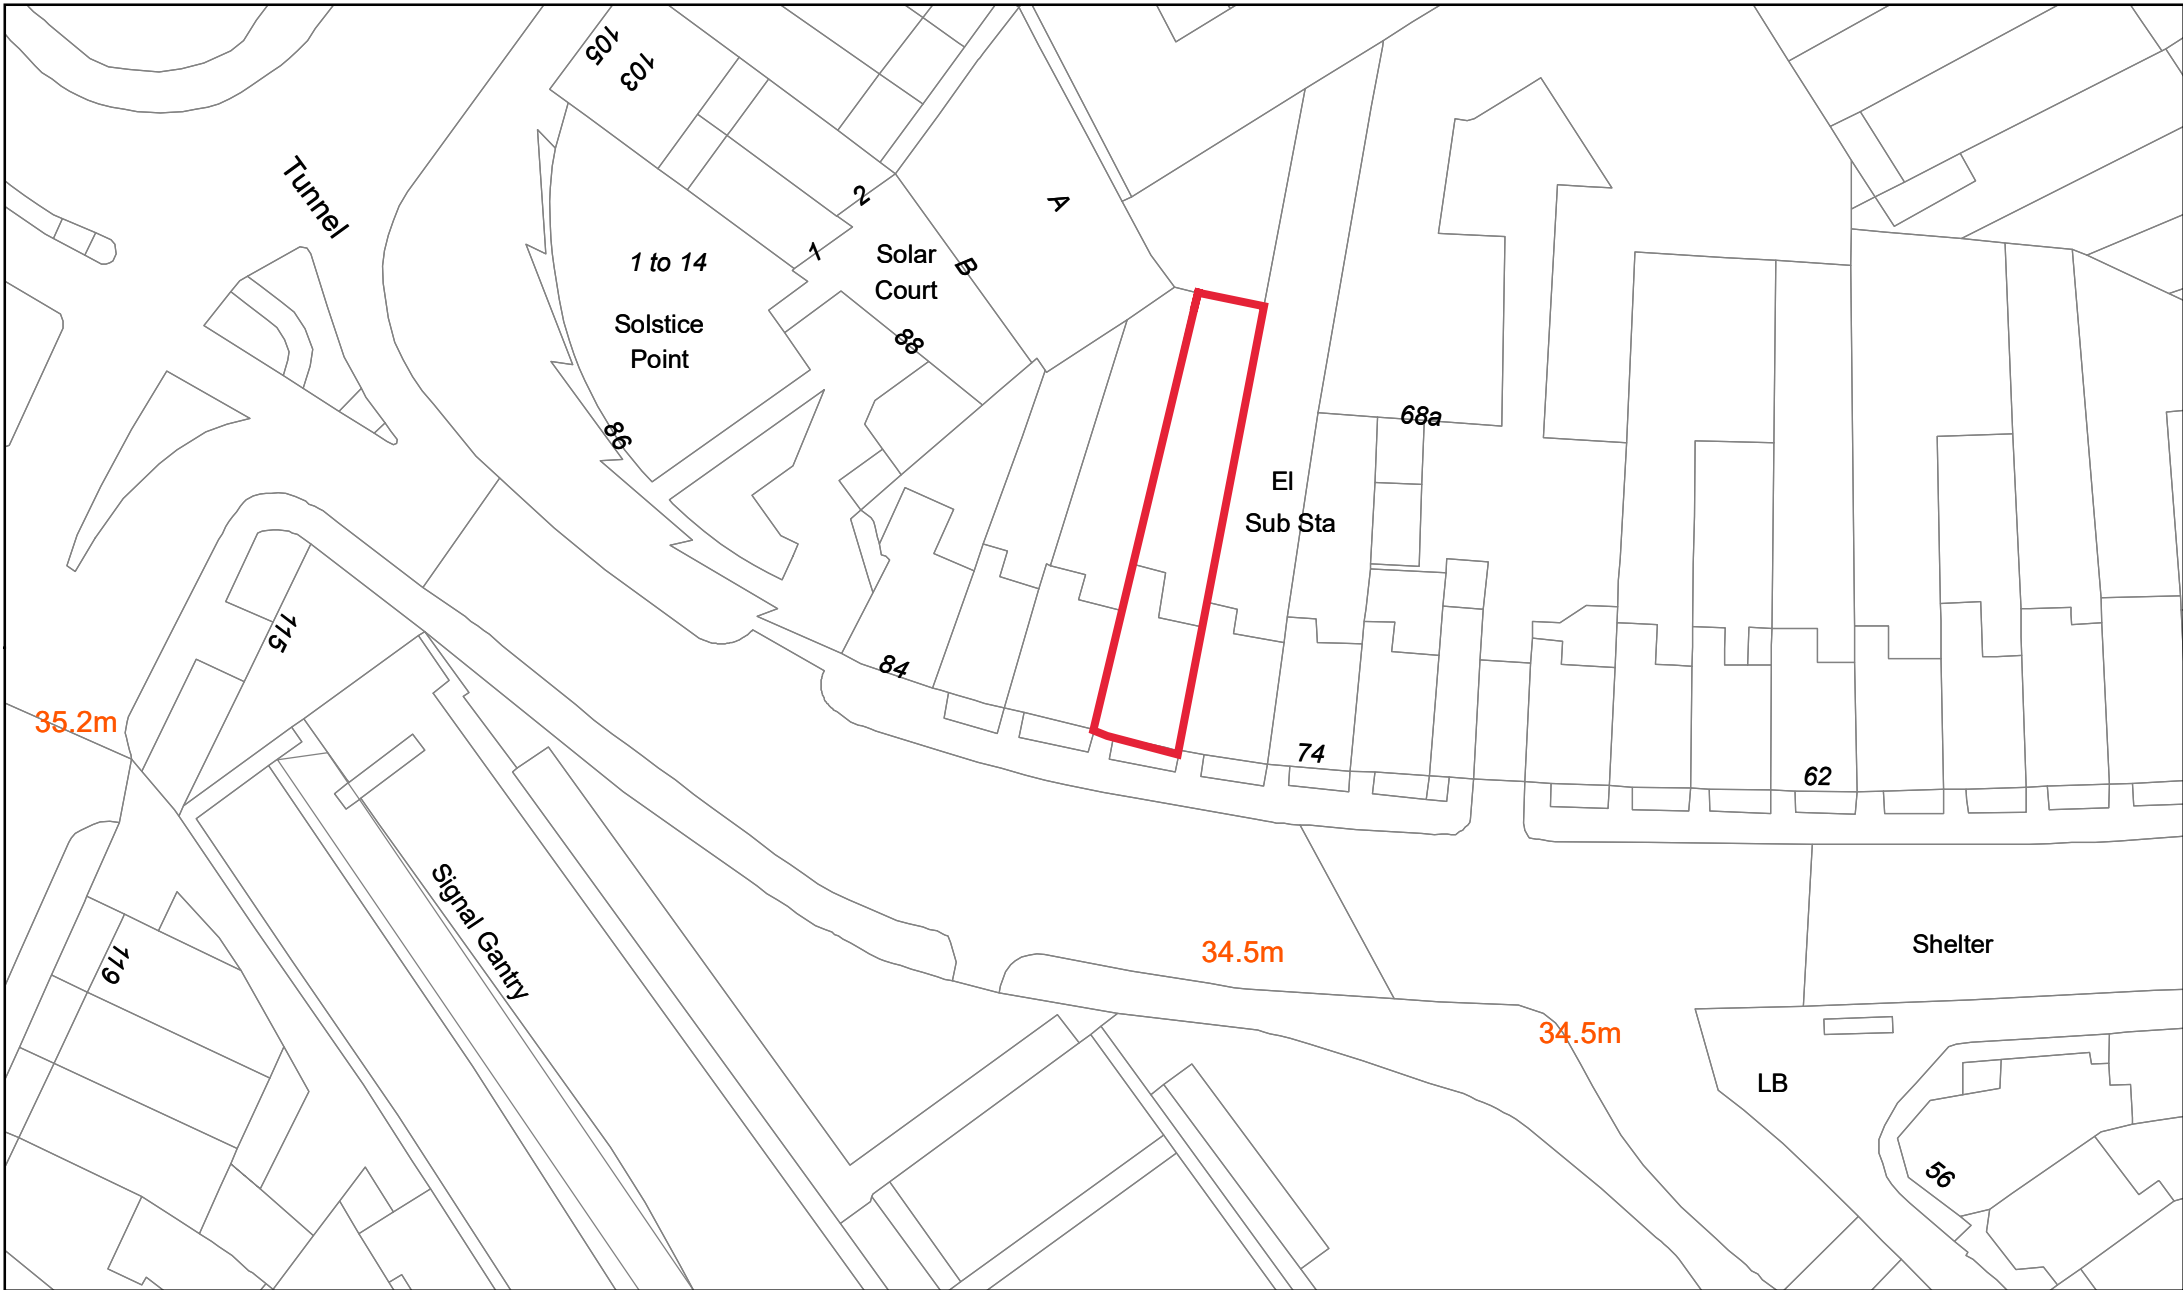 105
103
Tunnel
2
A
1
1 to 14
Solar
Court
B
Solstice
Point
88
86
68a
El
Sub Sta
115
84
35.2m
74
62
Signal Gantry
119
34.5m
Shelter
34.5m
LB
56